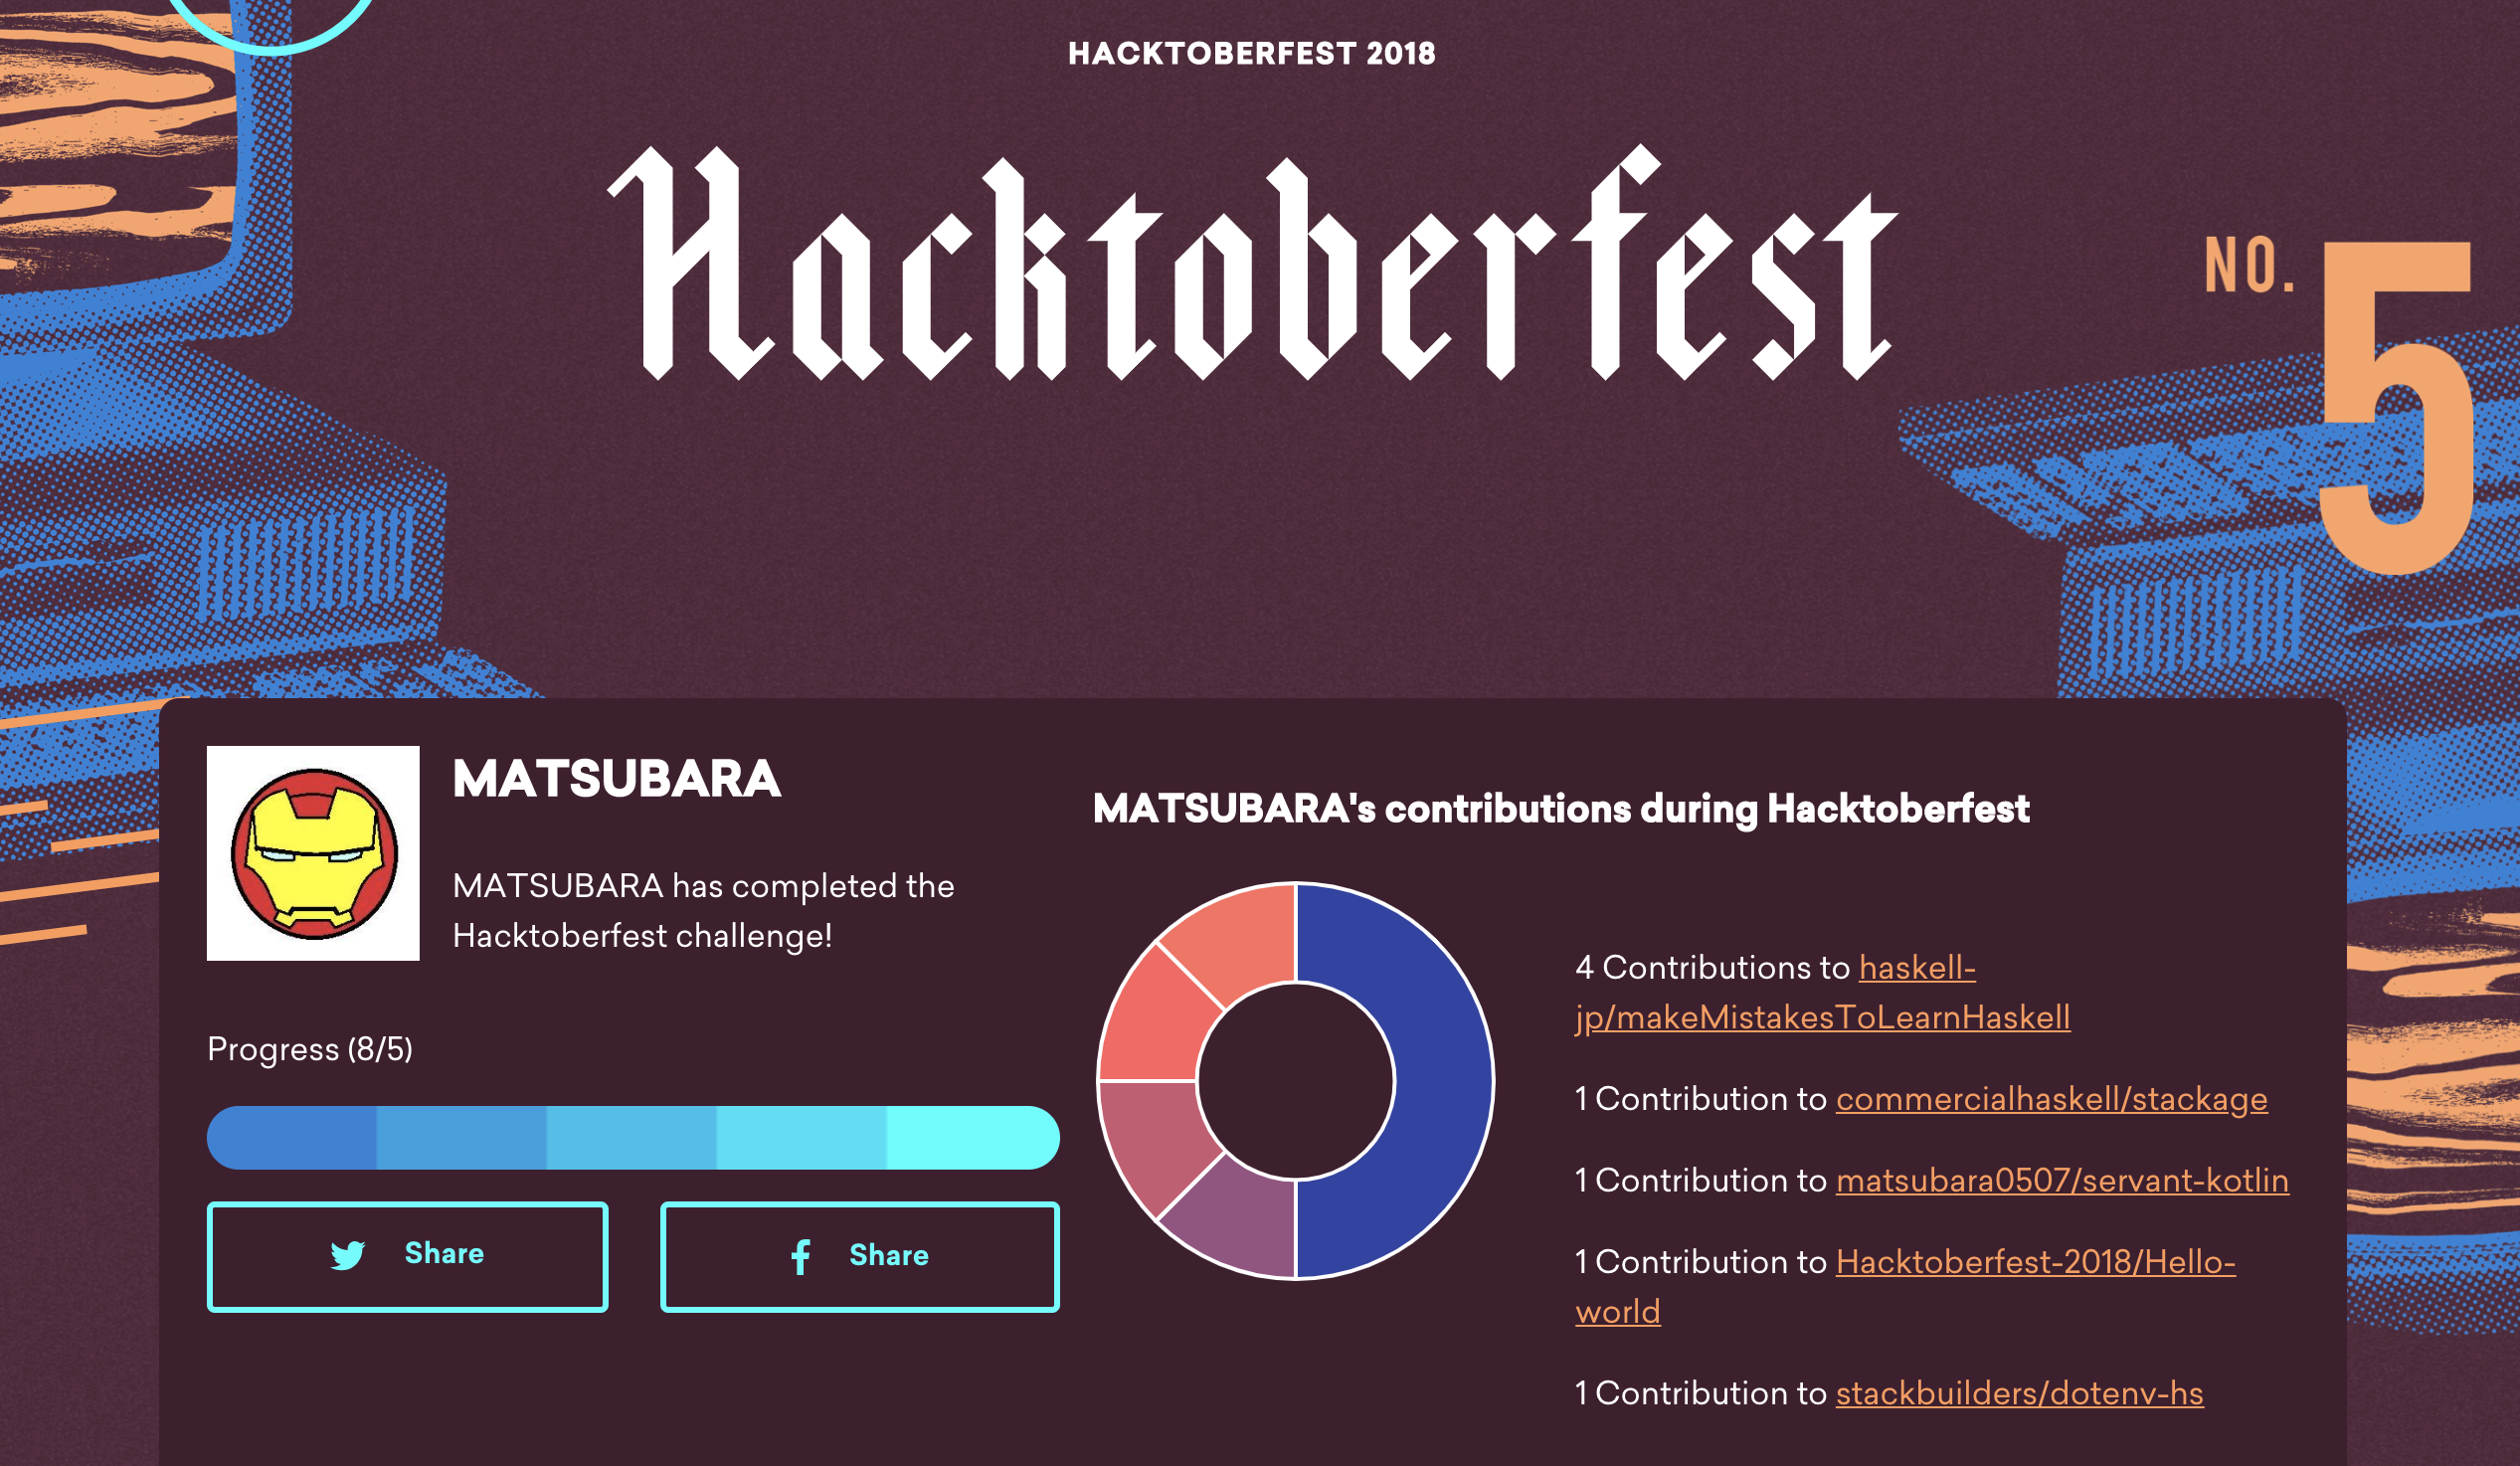 HACKTOBERFEST 2018
Hacktoberfest
NO. 5
MATSUBARA
MATSUBARA has completed the
Hacktoberfest challenge!
Progress (8/5)
Share
Share
MATSUBARA's contributions during Hacktoberfest
4 Contributions to haskell-
jp/makeMistakesToLearnHaskell
1 Contribution to commercialhaskell/stackage
1 Contribution to matsubara0507/servant-kotlin
1 Contribution to Hacktoberfest-2018/Hello-
world
1 Contribution to stackbuilders/dotenv-hs